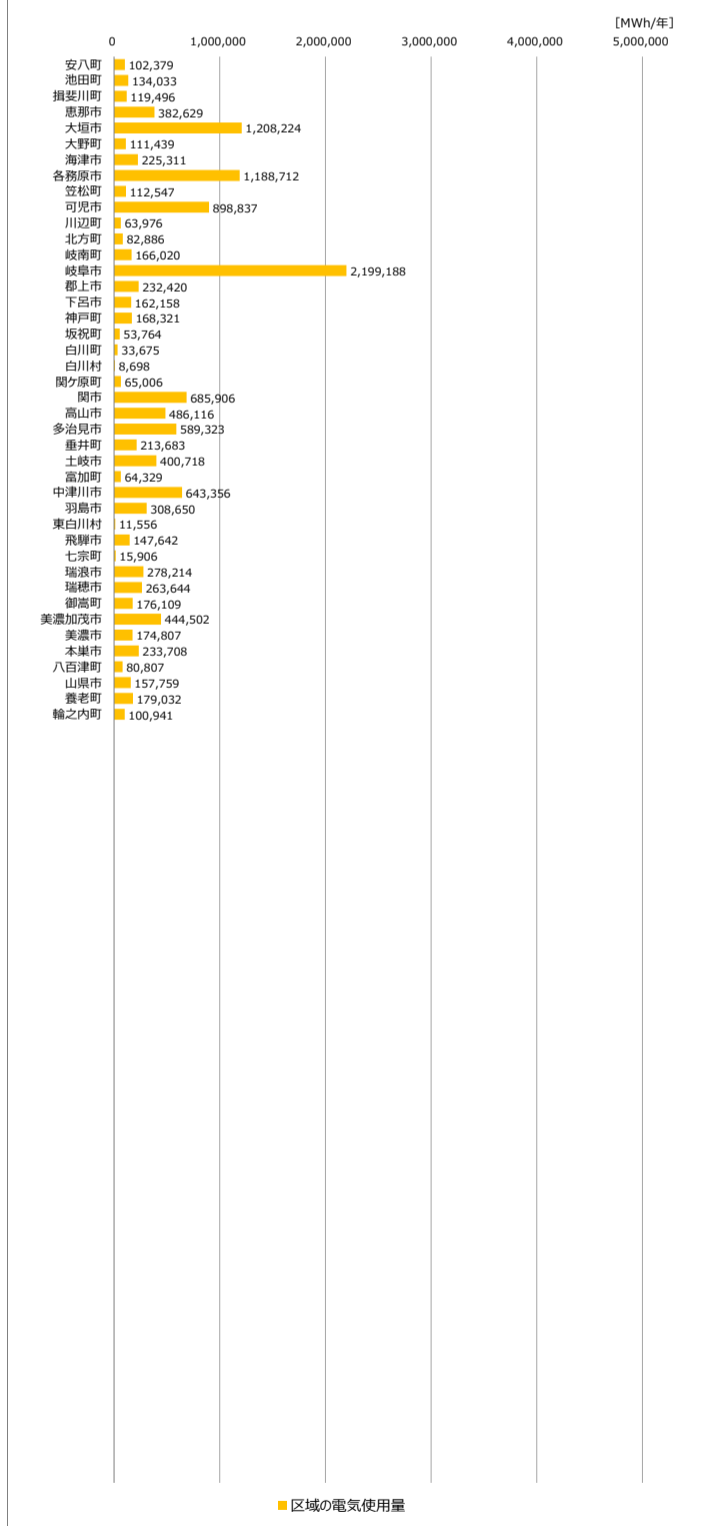 [MWh/年]
0 1,000,000 2,000,000 3,000,000 4,000,000 5,000,000
安八町 102,379
池田町 134,033
揖斐川町 119,496
恵那市 382,629
大垣市 1,208,224
大野町 111,439
海津市 225,311
各務原市 1,188,712
笠松町 112,547
可児市 898,837
川辺町 63,976
北方町 82,886
岐南町 166,020
岐阜市 2,199,188
郡上市 232,420
下呂市 162,158
神戸町 168,321
坂祝町 53,764
白川町 33,675
白川村 8,698
関ケ原町 65,006
関市 685,906
高山市 486,116
多治見市 589,323
垂井町 213,683
土岐市 400,718
富加町 64,329
中津川市 643,356
羽島市 308,650
東白川村 11,556
飛騨市 147,642
七宗町 15,906
瑞浪市 278,214
瑞穂市 263,644
御嵩町 176,109
美濃加茂市 444,502
美濃市 174,807
本巣市 233,708
八百津町 80,807
山県市 157,759
養老町 179,032
輪之内町 100,941
区域の電気使用量